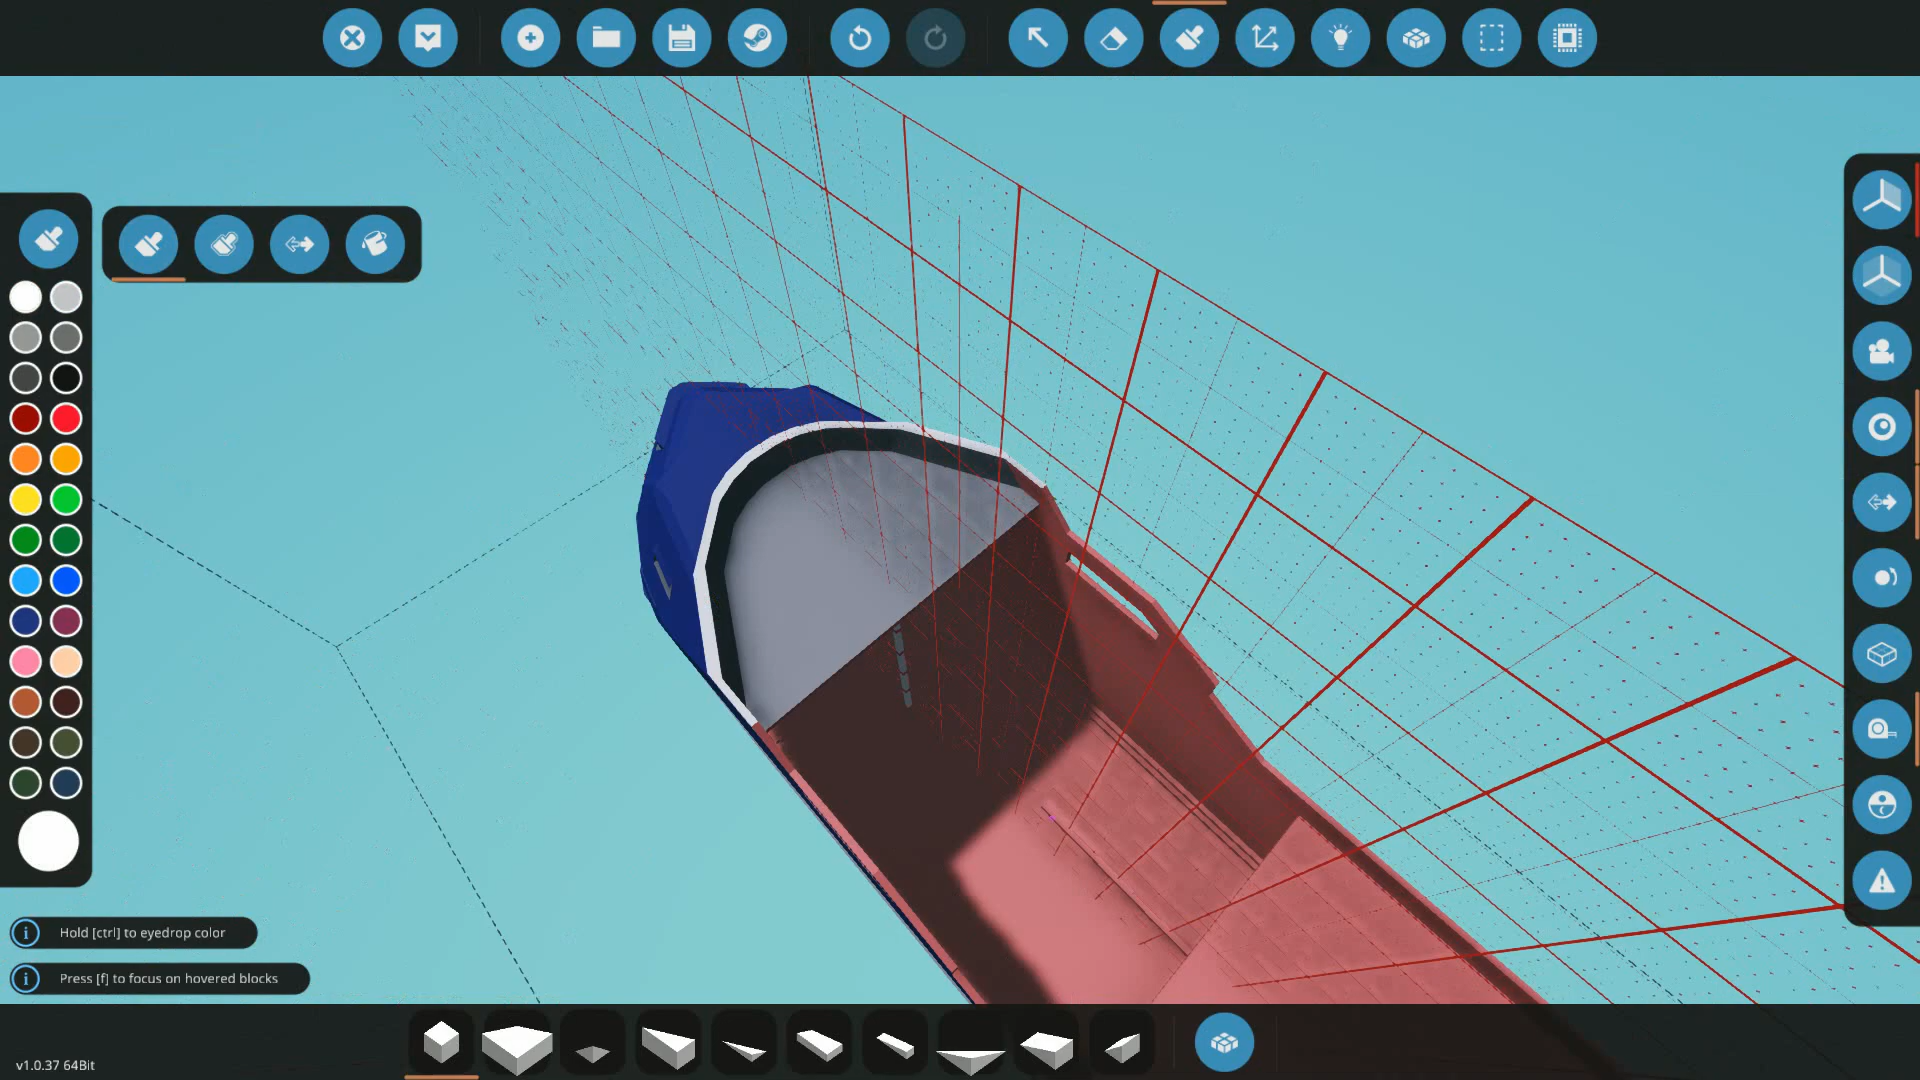 Hold [ctrl] to eyedrop color
Press [f] to focus on hovered blocks
v1.0.37 64Bit